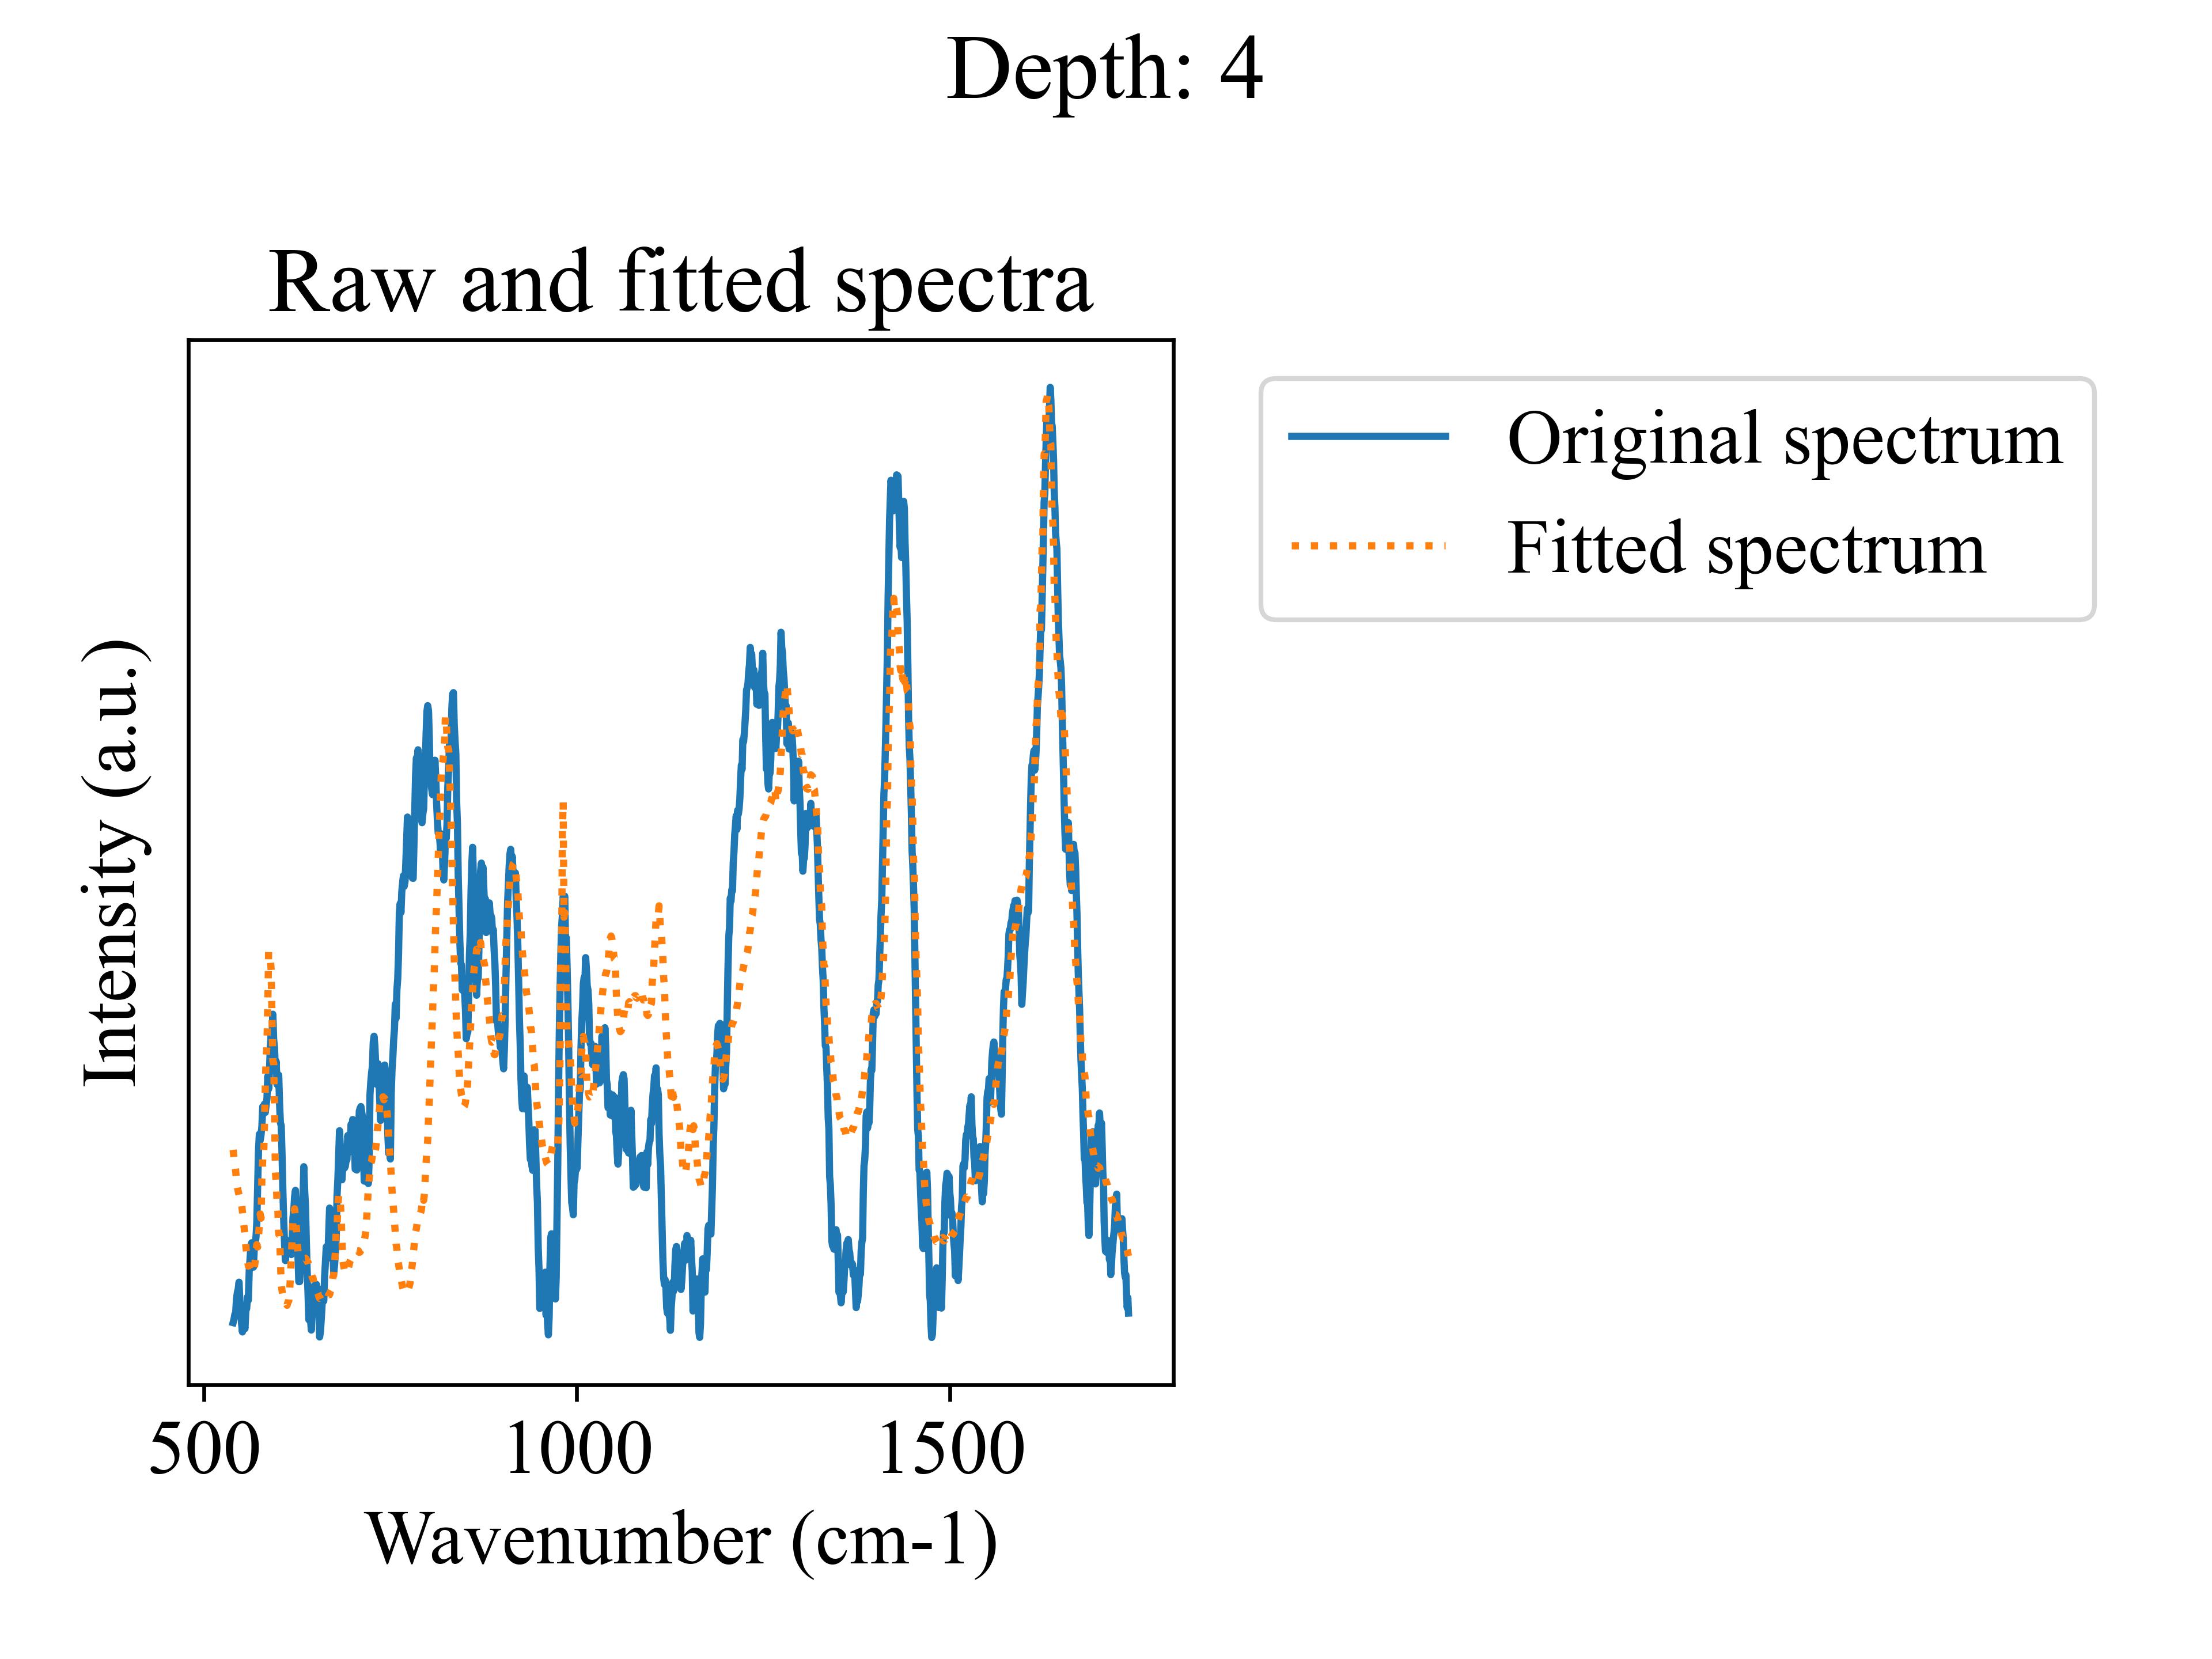 Depth: 4
Raw and fitted spectra
Original spectrum
Fitted spectrum
Intensity (a.u.)
500 1000 1500
Wavenumber (cm-1)